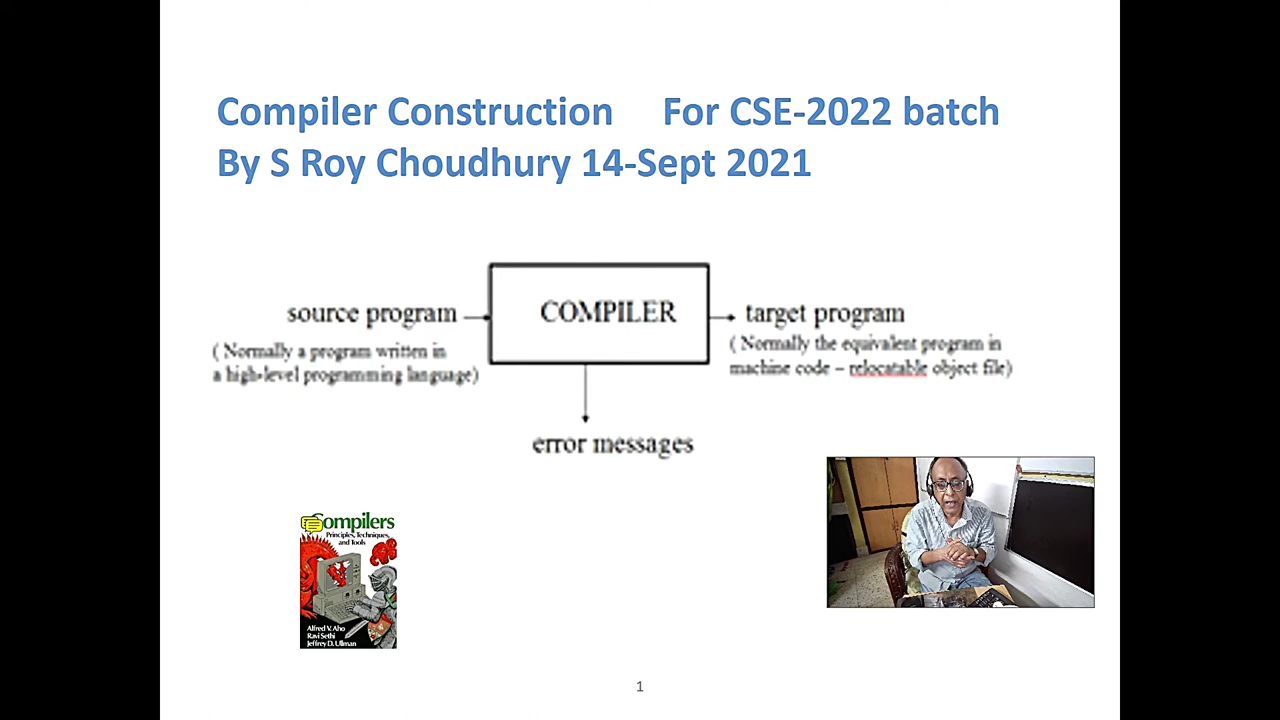 Compiler Construction For CSE-2022 batch
By S Roy Choudhury 14-Sept 2021
source program
COMPILER
target program
( Normally a program written in
a high-level programming language)
( Normally the equivalent program in
machine code – relocatable object file)
error messages
Compilers
Principles, Techniques,
and Tools
Alfred V. Aho
Ravi Sethi
Jeffrey D. Ullman
1